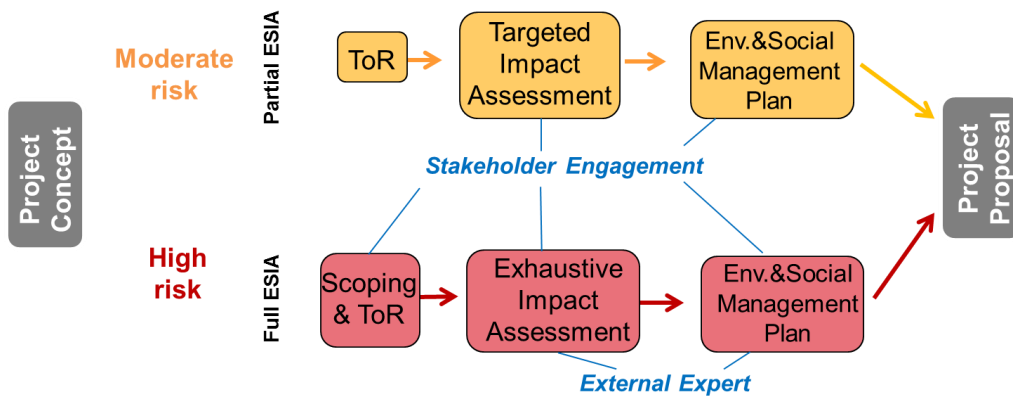 Project
Concept
Moderate
risk
Partial ESIA
ToR
Targeted
Impact
Assessment
Env.&Social
Management
Plan
Stakeholder Engagement
High
risk
Full ESIA
Scoping
& ToR
Exhaustive
Impact
Assessment
Env.&Social
Management
Plan
External Expert
Project
Proposal